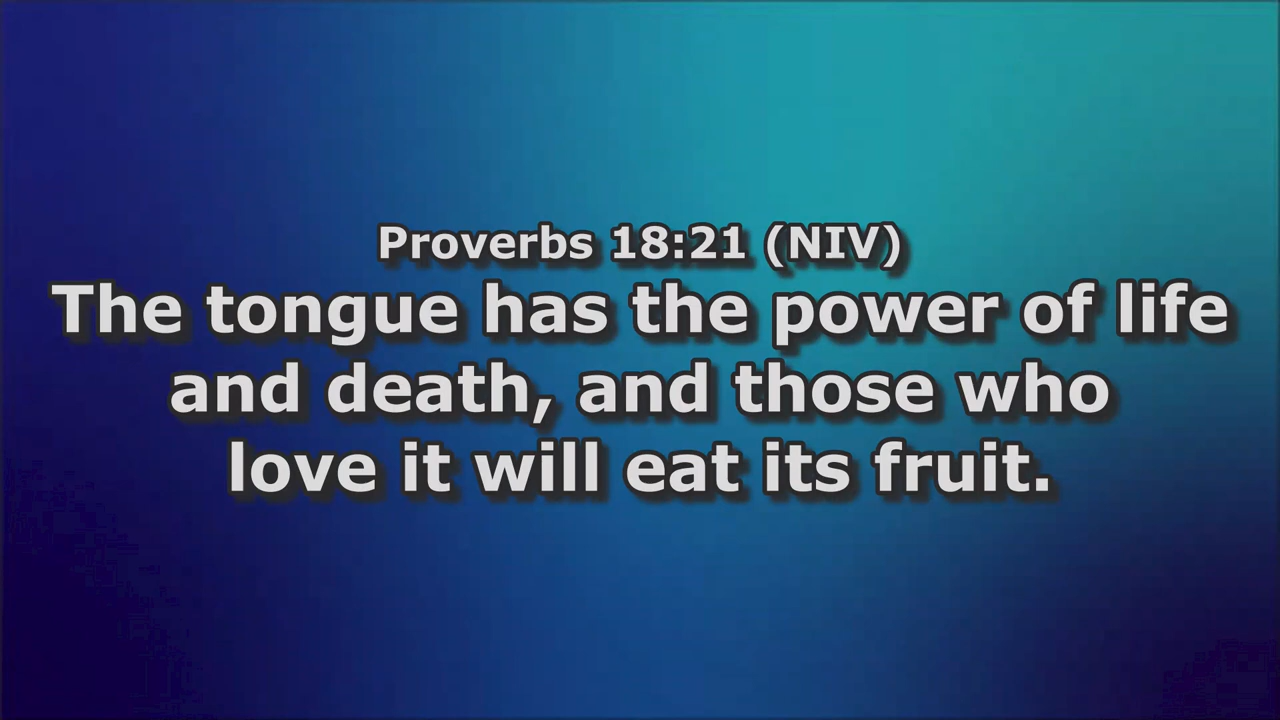 Proverbs 18:21 (NIV)
The tongue has the power of life
and death, and those who
love it will eat its fruit.